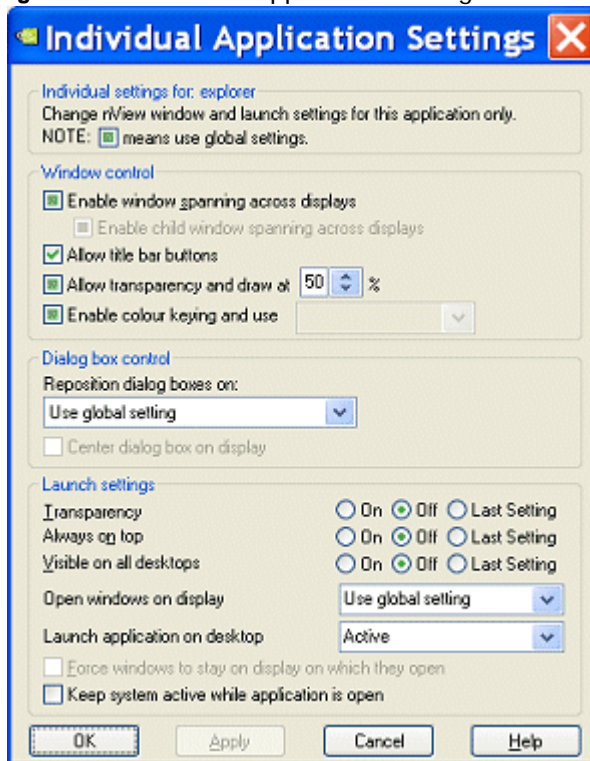 Individual Application Settings
Individual settings for: explorer
Change nView window and launch settings for this application only.
NOTE: means use global settings.
Window control
Enable window spanning across displays
Enable child window spanning across displays
Allow title bar buttons
Allow transparency and draw at 50 %
Enable colour keying and use
Dialog box control
Reposition dialog boxes on:
Use global setting
Center dialog box on display
Launch settings
Transparency On Off Last Setting
Always on top On Off Last Setting
Visible on all desktops On Off Last Setting
Open windows on display Use global setting
Launch application on desktop Active
Force windows to stay on display on which they open
Keep system active while application is open
OK Apply Cancel Help